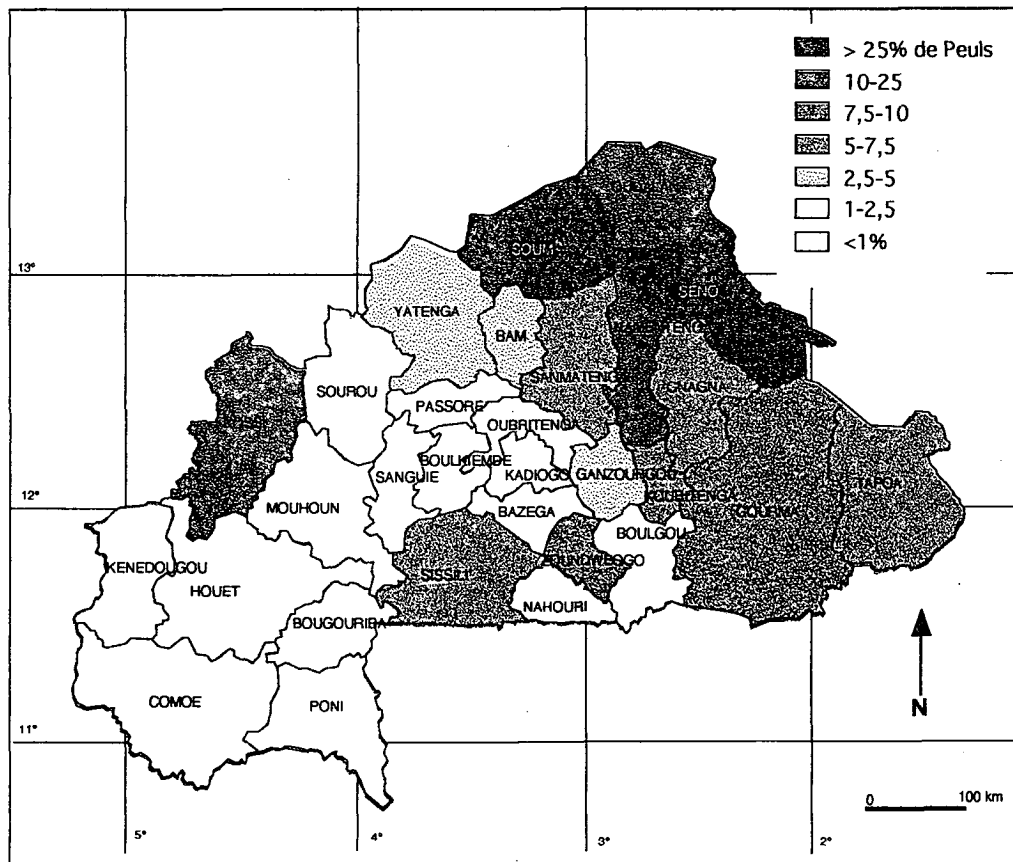 > 25% de Peuls
10-25
7,5-10
5-7,5
2,5-5
1-2,5
<1%
13°
SOUM
SENO
YATENGA
BAM
SANMATENGA
GNAGNA
SOUROU
PASSORE
OUBRITENGA
BOULKIEMDE
SANGUIE
KADIOGO
GANZOURGOU
TAPOA
12°
MOUHOUN
BAZEGA
GOURMA
BOULGOU
KENEDOUGOU
HOUET
SISSILI
ZOUNDWEOGO
NAHOURI
BOUGOURIBA
COMOE
PONI
N
11°
0
100 km
5°
4°
3°
2°